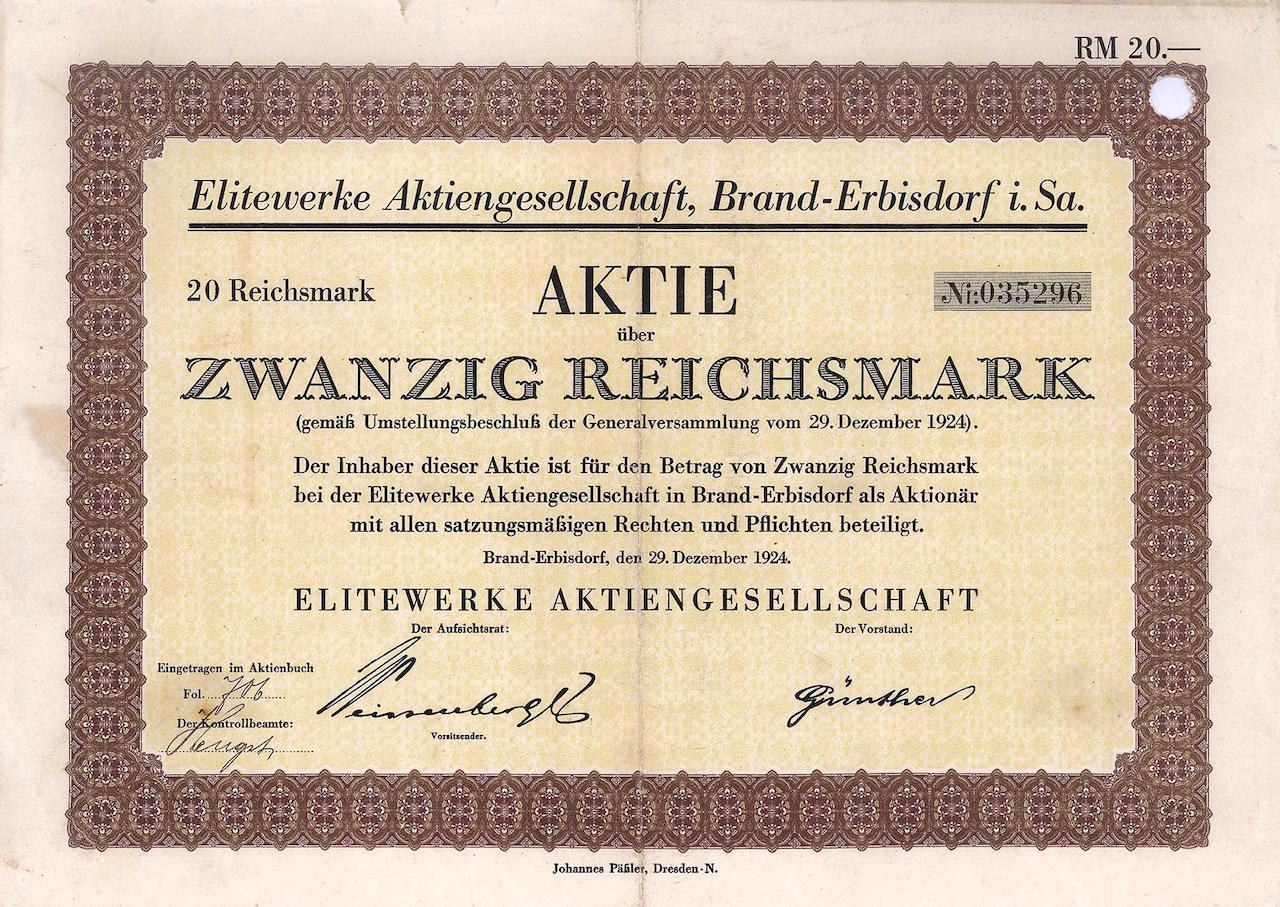 RM 20.—
Elitewerke Aktiengesellschaft, Brand-Erbisdorf i. Sa.
20 Reichsmark
AKTIE
Nr:035296
über
ZWANZIG REICHSMARK
(gemäß Umstellungsbeschluß der Generalversammlung vom 29. Dezember 1924).
Der Inhaber dieser Aktie ist für den Betrag von Zwanzig Reichsmark
bei der Elitewerke Aktiengesellschaft in Brand-Erbisdorf als Aktionär
mit allen satzungsmäßigen Rechten und Pflichten beteiligt.
Brand-Erbisdorf, den 29. Dezember 1924.
ELITEWERKE AKTIENGESELLSCHAFT
Der Aufsichtsrat:
Der Vorstand:
Eingetragen im Aktienbuch
Fol. 706
Der Kontrollbeamte:
Hengst
Vorsitzender.
Günther
Johannes Päßler, Dresden-N.